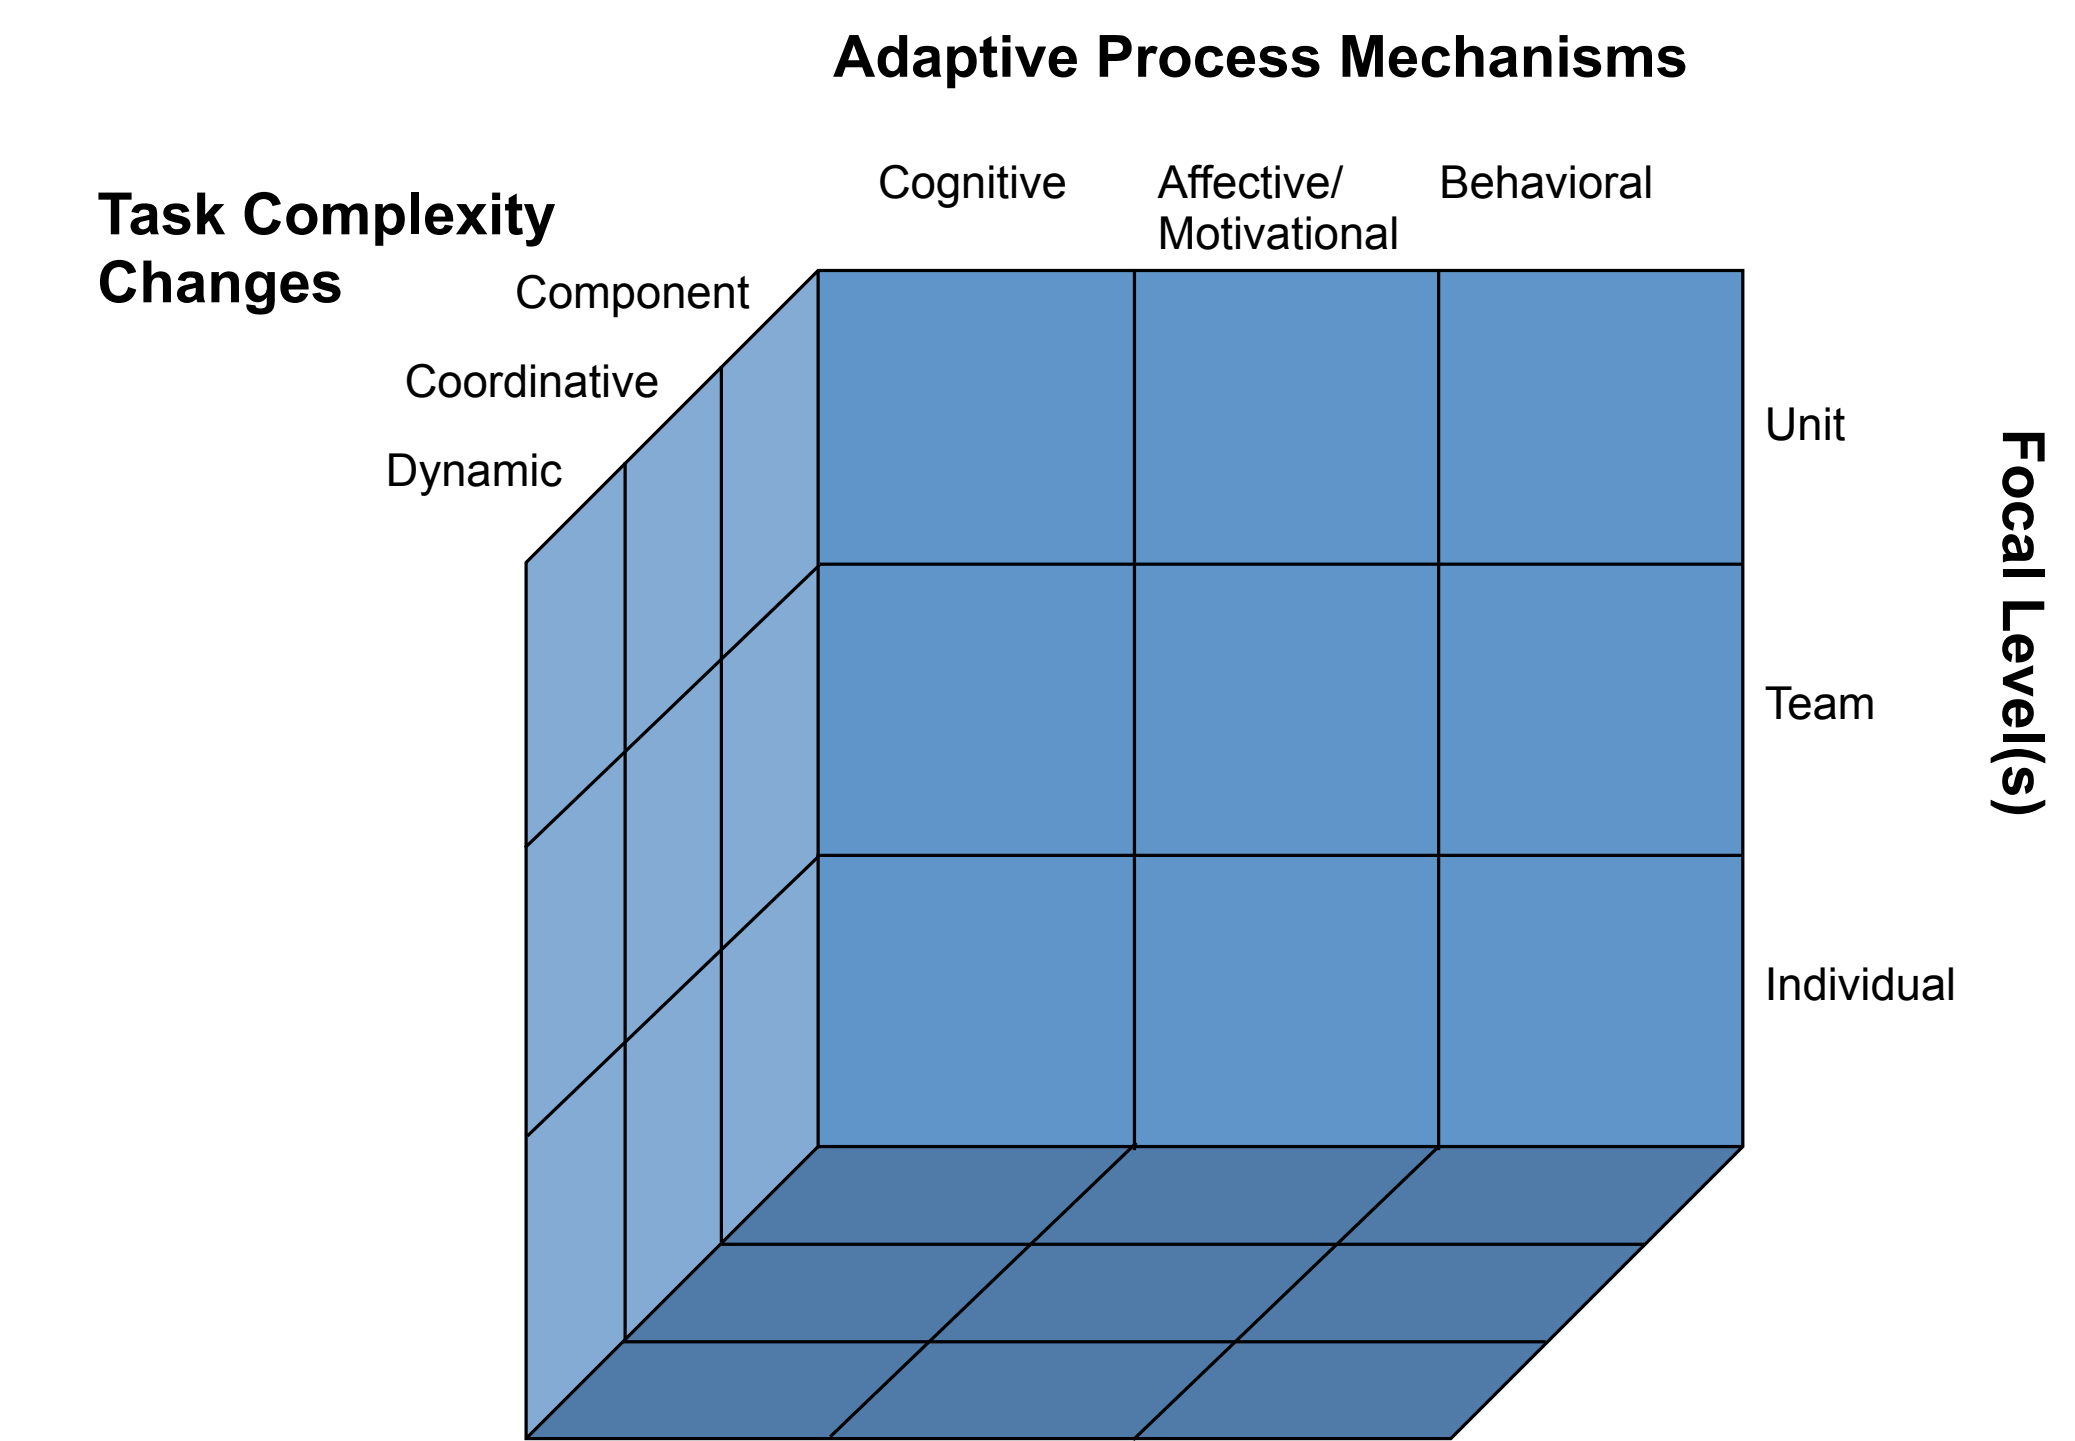 Adaptive Process Mechanisms
Cognitive
Affective/
Motivational
Behavioral
Task Complexity
Changes
Component
Coordinative
Dynamic
Unit
Team
Individual
Focal Level(s)